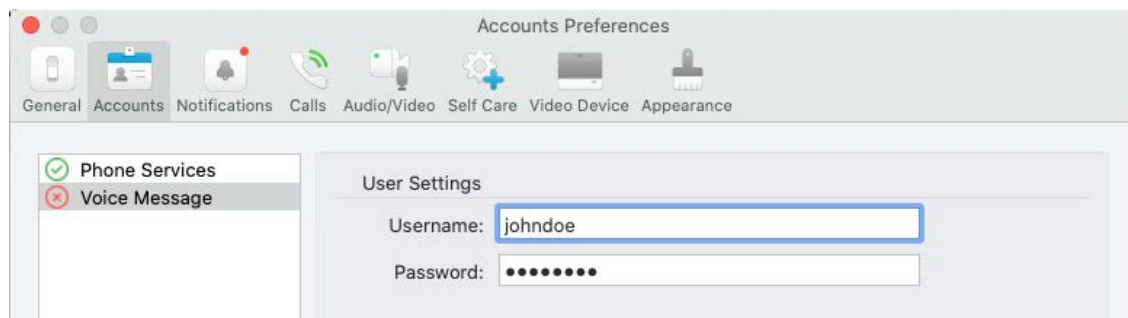 Accounts Preferences
General Accounts Notifications Calls Audio/Video Self Care Video Device Appearance
Phone Services
Voice Message
User Settings
Username: johndoe
Password: ••••••••